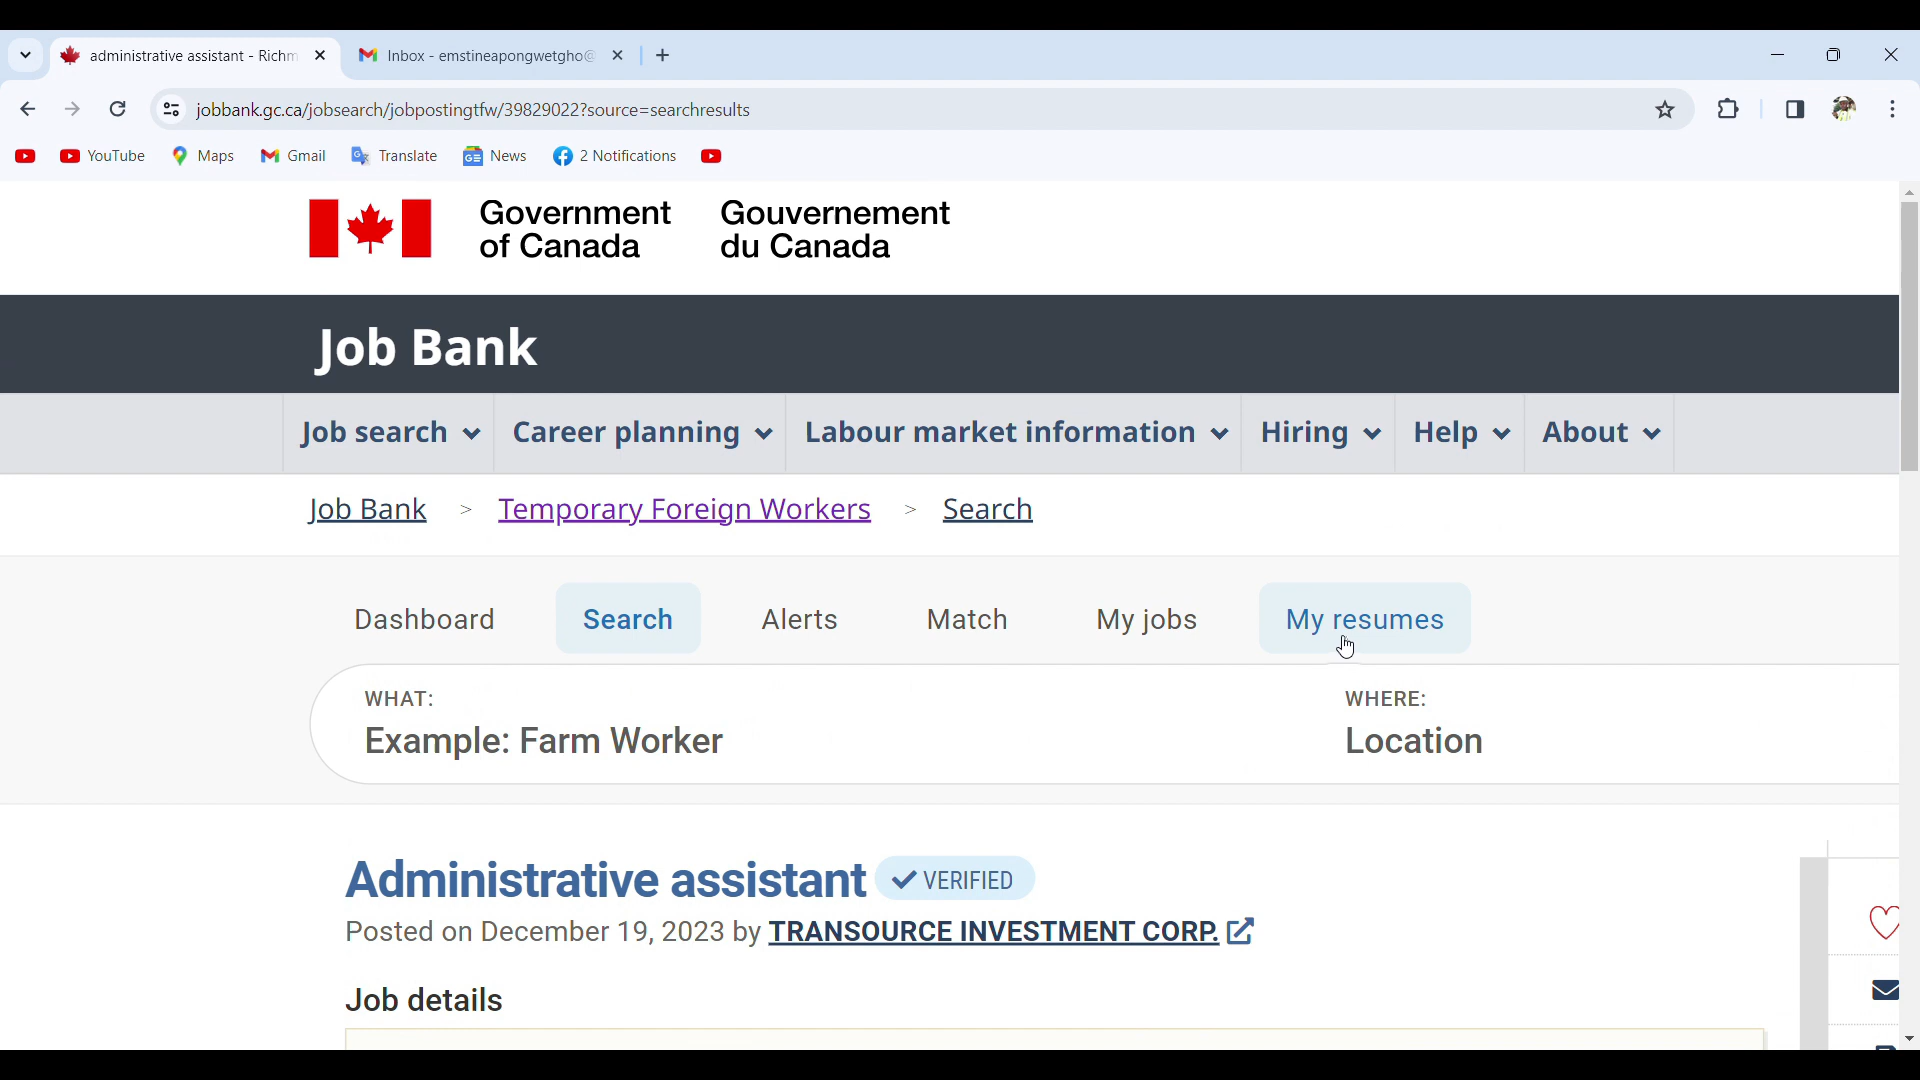 administrative assistant - Richm
Inbox - emstineapongwetgho@
jobbank.gc.ca/jobsearch/jobpostingtfw/39829022?source=searchresults
YouTube Maps Gmail Translate News 2 Notifications
Government of Canada
Gouvernement du Canada
Job Bank
Job search Career planning Labour market information Hiring Help About
Job Bank > Temporary Foreign Workers > Search
Dashboard Search Alerts Match My jobs My resumes
WHAT: WHERE:
Example: Farm Worker Location
Administrative assistant VERIFIED
Posted on December 19, 2023 by TRANSOURCE INVESTMENT CORP.
Job details